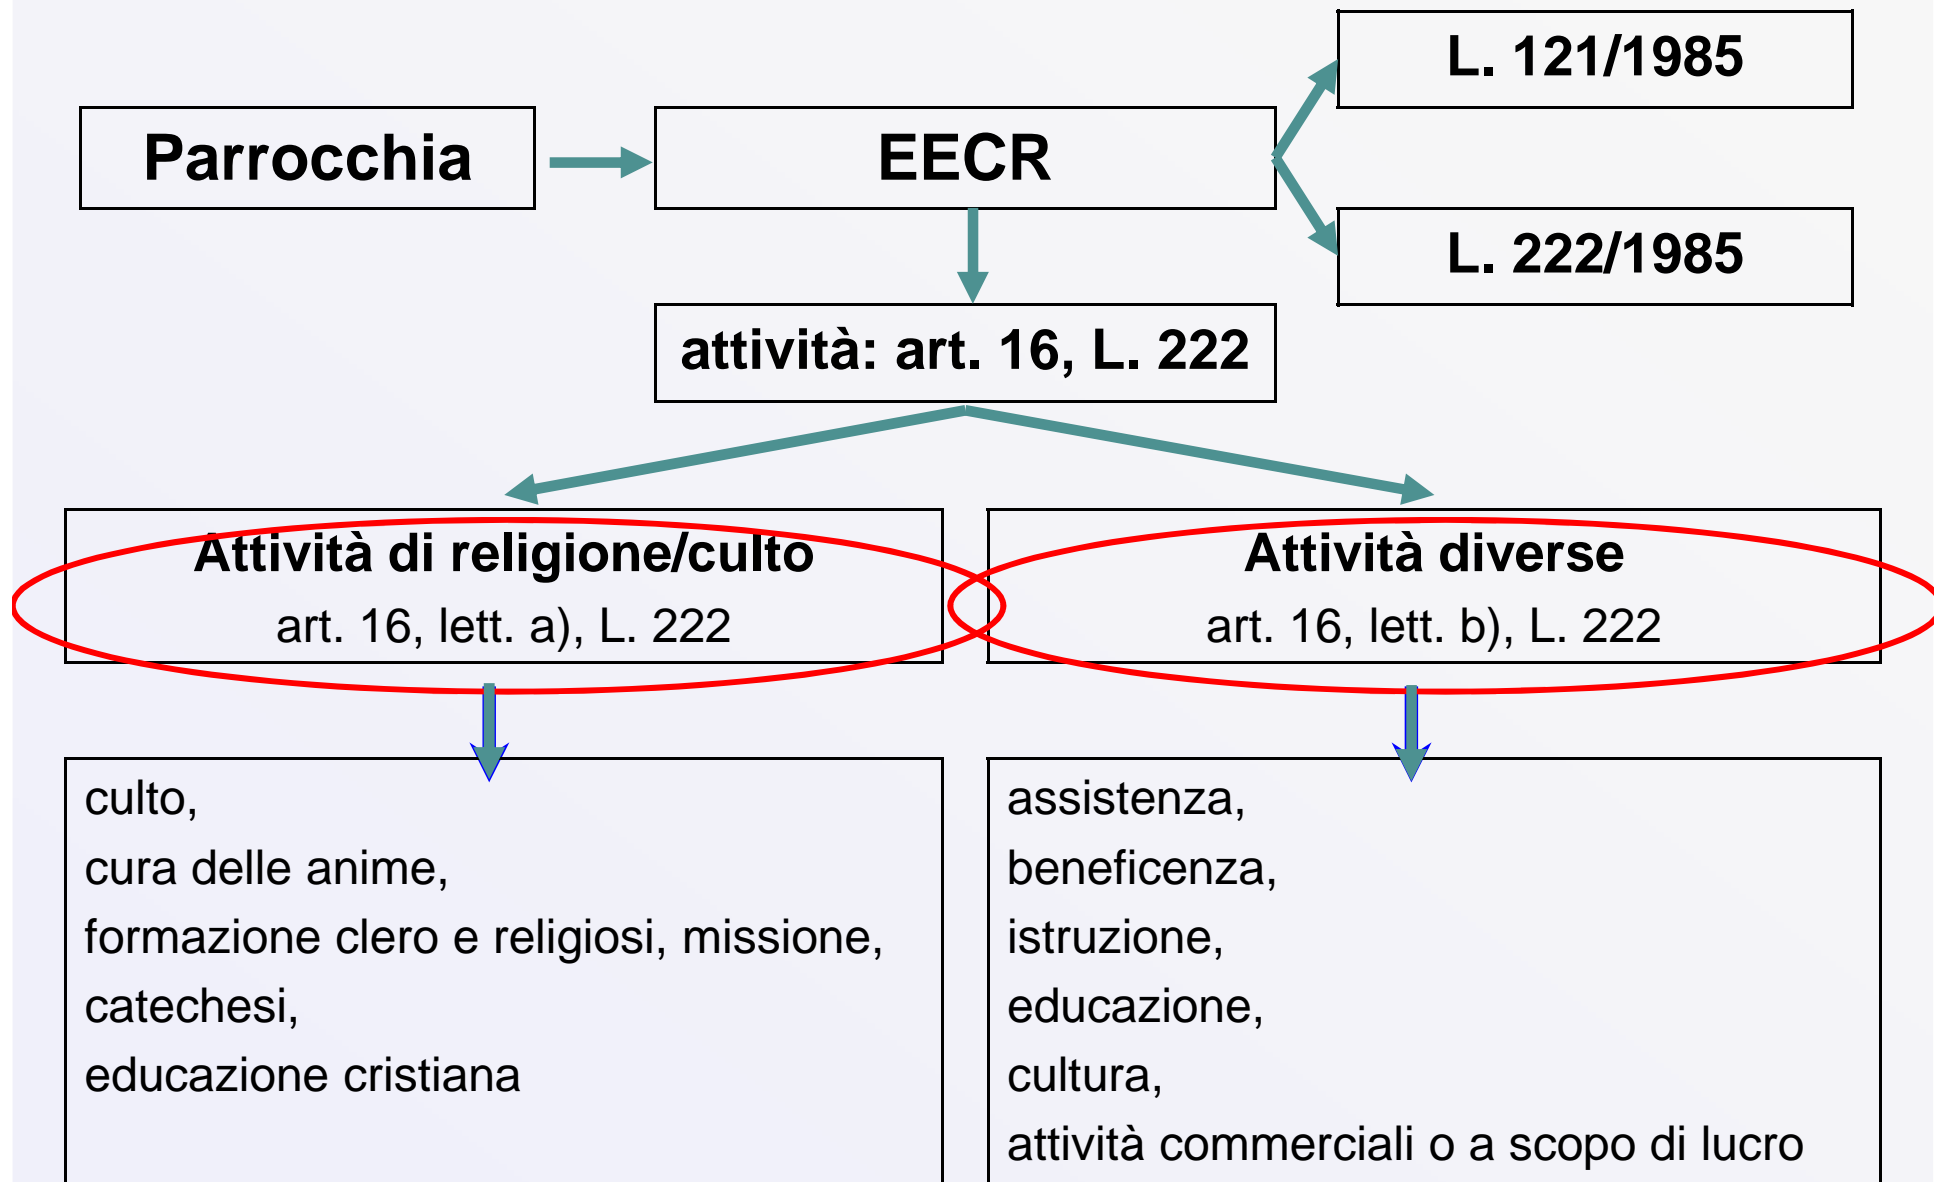 L. 121/1985
Parrocchia
EECR
L. 222/1985
attività: art. 16, L. 222
Attività di religione/culto
art. 16, lett. a), L. 222
Attività diverse
art. 16, lett. b), L. 222
culto,
cura delle anime,
formazione clero e religiosi, missione,
catechesi,
educazione cristiana
assistenza,
beneficenza,
istruzione,
educazione,
cultura,
attività commerciali o a scopo di lucro